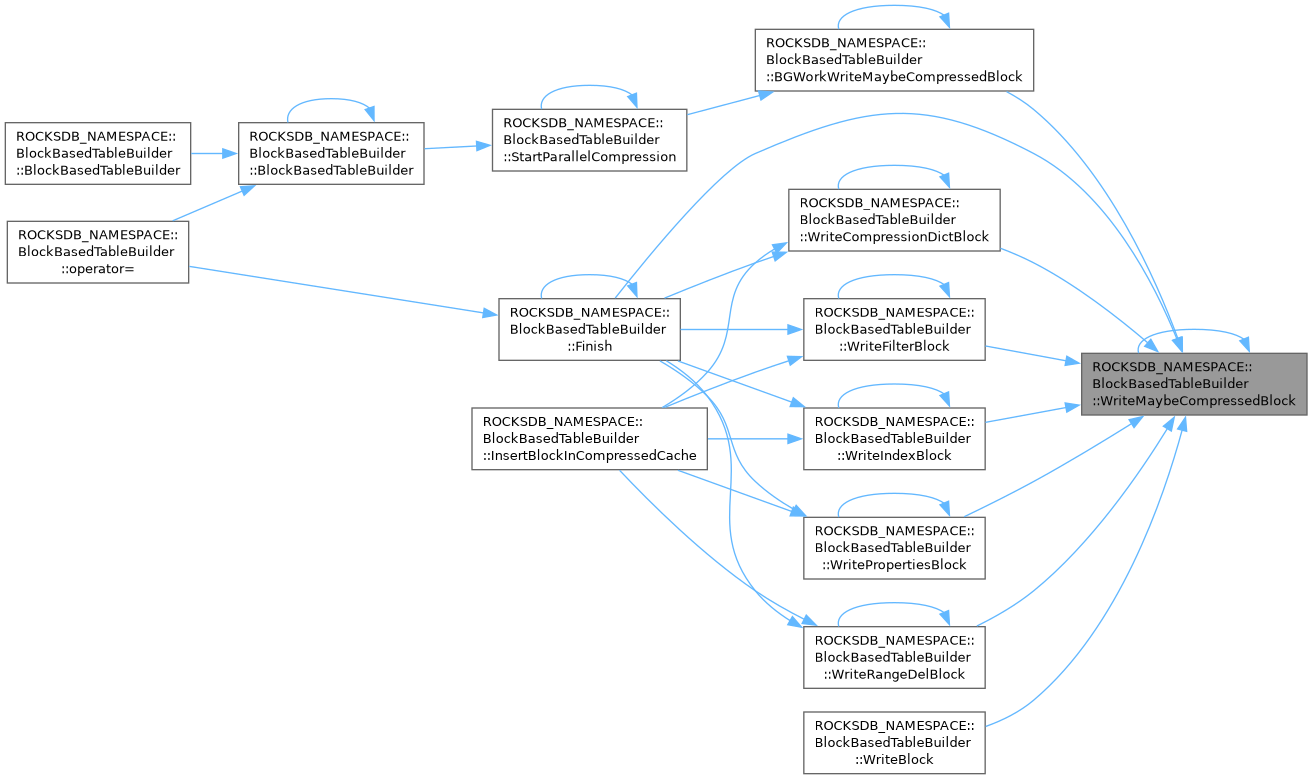 ROCKSDB_NAMESPACE::
BlockBasedTableBuilder
::BGWorkWriteMaybeCompressedBlock
ROCKSDB_NAMESPACE::
BlockBasedTableBuilder
::StartParallelCompression
ROCKSDB_NAMESPACE::
BlockBasedTableBuilder
::BlockBasedTableBuilder
ROCKSDB_NAMESPACE::
BlockBasedTableBuilder
::BlockBasedTableBuilder
ROCKSDB_NAMESPACE::
BlockBasedTableBuilder
::WriteCompressionDictBlock
ROCKSDB_NAMESPACE::
BlockBasedTableBuilder
::operator=
ROCKSDB_NAMESPACE::
BlockBasedTableBuilder
::Finish
ROCKSDB_NAMESPACE::
BlockBasedTableBuilder
::WriteFilterBlock
ROCKSDB_NAMESPACE::
BlockBasedTableBuilder
::WriteMaybeCompressedBlock
ROCKSDB_NAMESPACE::
BlockBasedTableBuilder
::InsertBlockInCompressedCache
ROCKSDB_NAMESPACE::
BlockBasedTableBuilder
::WriteIndexBlock
ROCKSDB_NAMESPACE::
BlockBasedTableBuilder
::WritePropertiesBlock
ROCKSDB_NAMESPACE::
BlockBasedTableBuilder
::WriteRangeDelBlock
ROCKSDB_NAMESPACE::
BlockBasedTableBuilder
::WriteBlock